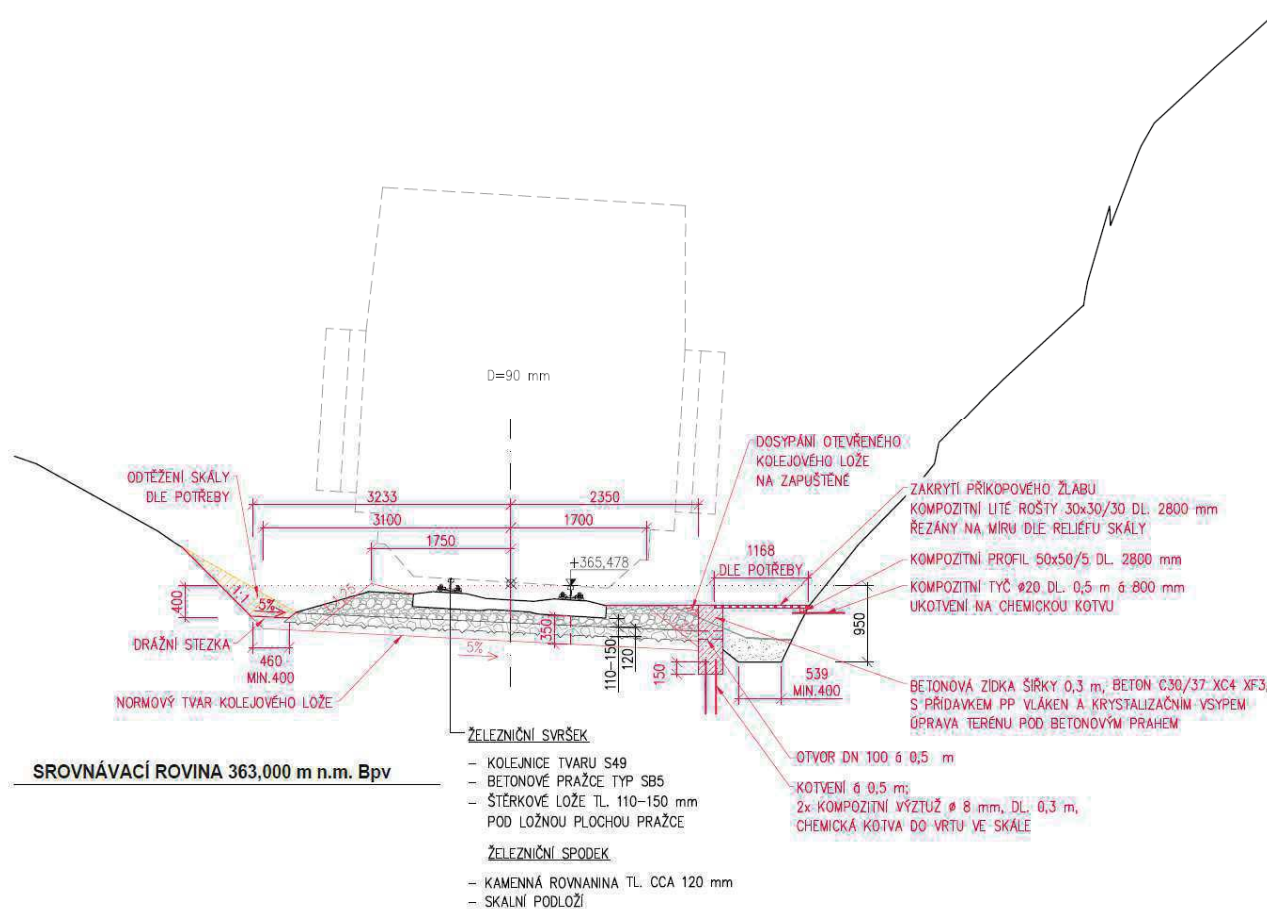 D=90 mm
ODTĚŽENÍ SKÁLY
DLE POTŘEBY
3233
2350
3100
1700
1750
+365,478
DOSYPÁNÍ OTEVŘENÉHO
KOLEJOVÉHO LOŽE
NA ZAPUŠTĚNÉ
ZAKRYTÍ PŘÍKOPOVÉHO ŽLABU
KOMPOZITNÍ LITÉ ROŠTY 30x30/30 DL. 2800 mm
ŘEZÁNY NA MÍRU DLE RELIÉFU SKÁLY
1168
DLE POTŘEBY
KOMPOZITNÍ PROFIL 50x50/5 DL. 2800 mm
KOMPOZITNÍ TYČ ø20 DL. 0,5 m á 800 mm
UKOTVENÍ NA CHEMICKOU KOTVU
400
1:1
5%
1:1,25
950
DRÁŽNÍ STEZKA
460
MIN.400
5%
350
110–150
120
150
539
MIN.400
NORMOVÝ TVAR KOLEJOVÉHO LOŽE
BETONOVÁ ZÍDKA ŠÍŘKY 0,3 m, BETON C30/37 XC4 XF3,
S PŘÍDAVKEM PP VLÁKEN A KRYSTALIZAČNÍM VSYPEM
ÚPRAVA TERÉNU POD BETONOVÝM PRAHEM
OTVOR DN 100 á 0,5 m
KOTVENÍ á 0,5 m;
2x KOMPOZITNÍ VÝZTUŽ ø 8 mm, DL. 0,3 m,
CHEMICKÁ KOTVA DO VRTU VE SKÁLE
SROVNÁVACÍ ROVINA 363,000 m n.m. Bpv
ŽELEZNIČNÍ SVRŠEK
– KOLEJNICE TVARU S49
– BETONOVÉ PRAŽCE TYP SB5
– ŠTĚRKOVÉ LOŽE TL. 110–150 mm
POD LOŽNOU PLOCHOU PRAŽCE
ŽELEZNIČNÍ SPODEK
– KAMENNÁ ROVNANINA TL. CCA 120 mm
– SKALNÍ PODLOŽÍ